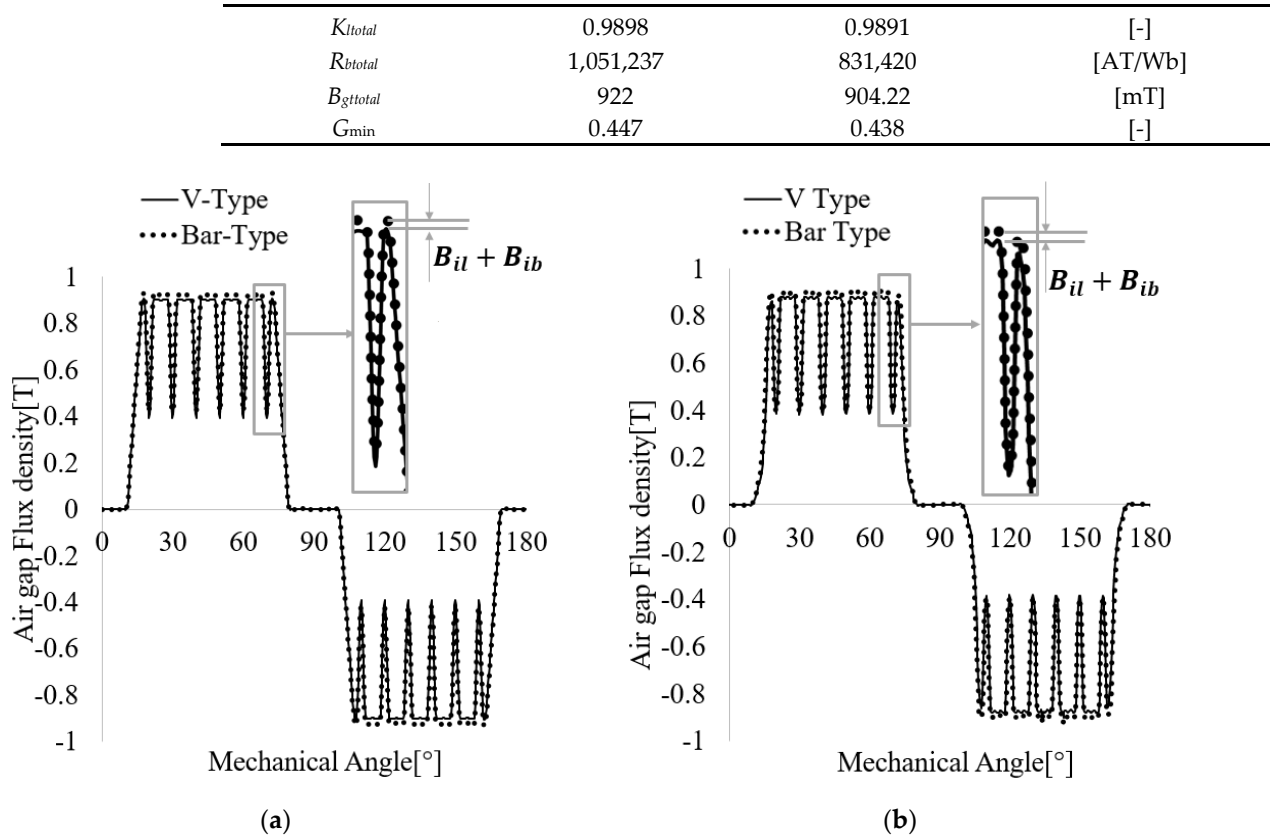 Kltotal 0.9898 0.9891 [-]
Rbtotal 1,051,237 831,420 [AT/Wb]
Bgttotal 922 904.22 [mT]
Gmin 0.447 0.438 [-]
V-Type
Bar-Type
Bil + Bib
Air gap Flux density[T]
1
0.8
0.6
0.4
0.2
0
-0.2
-0.4
-0.6
-0.8
-1
0 30 60 90 120 150 180
Mechanical Angle[°]
(a)
V Type
Bar Type
Bil + Bib
Air gap Flux density[T]
1
0.8
0.6
0.4
0.2
0
-0.2
-0.4
-0.6
-0.8
-1
0 30 60 90 120 150 180
Mechanical Angle[°]
(b)